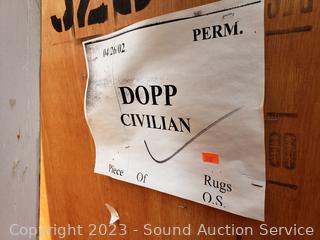 04/26/02
PERM.
DOPP
CIVILIAN
Piece Of Rugs
O.S.
Copyright 2023 - Sound Auction Service